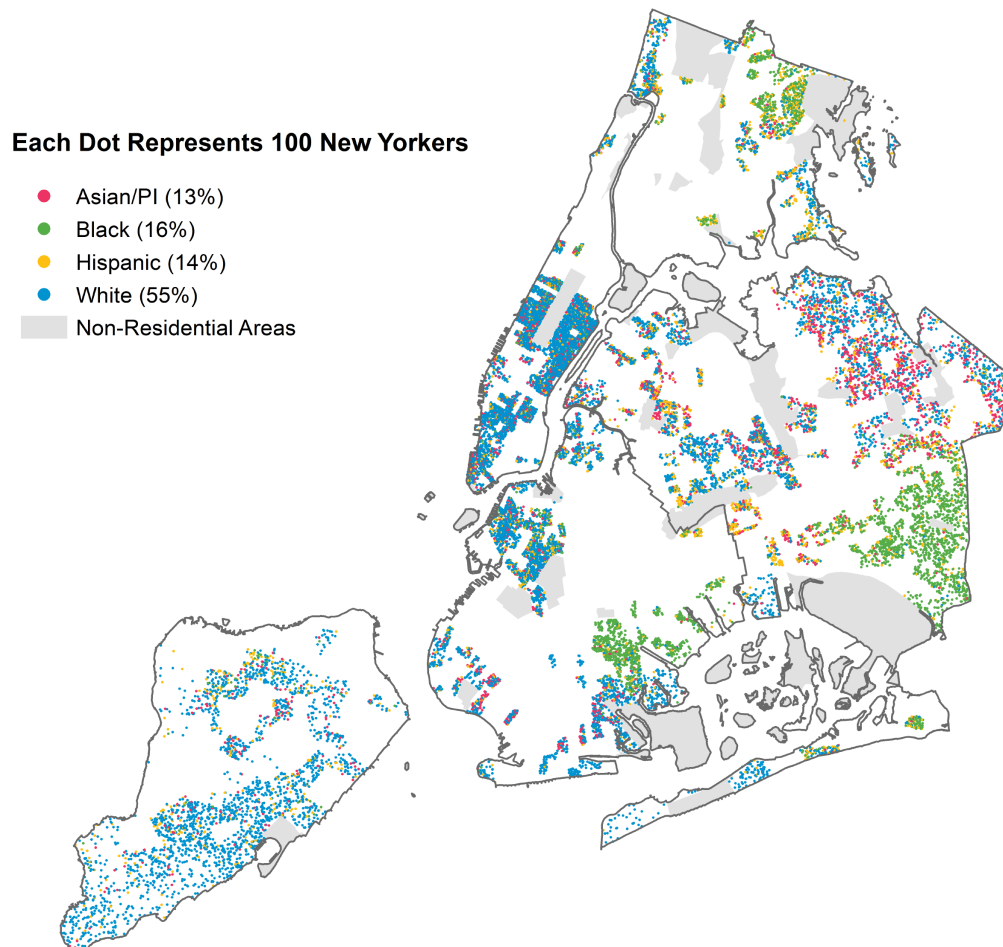 Each Dot Represents 100 New Yorkers
Asian/PI (13%)
Black (16%)
Hispanic (14%)
White (55%)
Non-Residential Areas